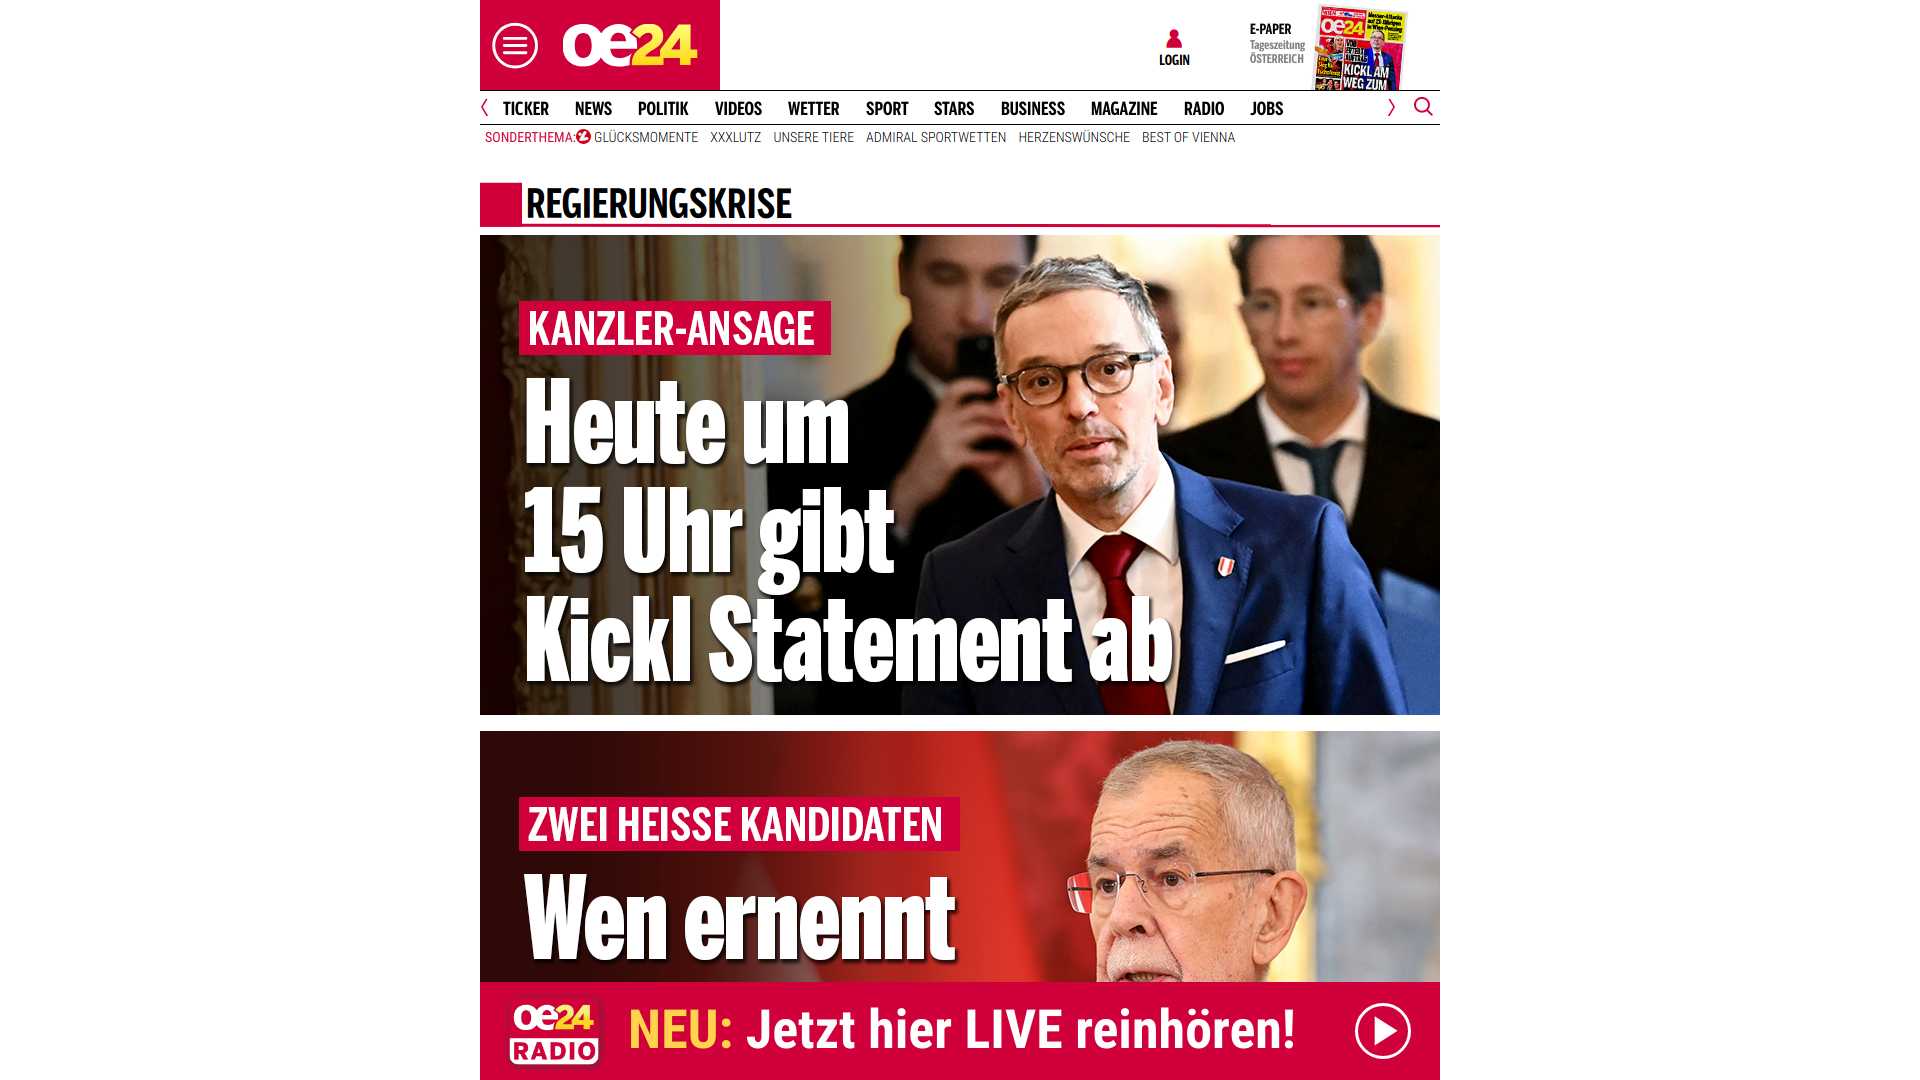 oe24
LOGIN
E-PAPER
Tageszeitung
ÖSTERREICH
oe24
KICKL AM
WEG ZUM
TICKER NEWS POLITIK VIDEOS WETTER SPORT STARS BUSINESS MAGAZINE RADIO JOBS
SONDERTHEMA: GLÜCKSMOMENTE XXXLUTZ UNSERE TIERE ADMIRAL SPORTWETTEN HERZENSWÜNSCHE BEST OF VIENNA
REGIERUNGSKRISE
KANZLER-ANSAGE
Heute um
15 Uhr gibt
Kickl Statement ab
ZWEI HEISSE KANDIDATEN
Wen ernennt
oe24
RADIO
NEU: Jetzt hier LIVE reinhören!